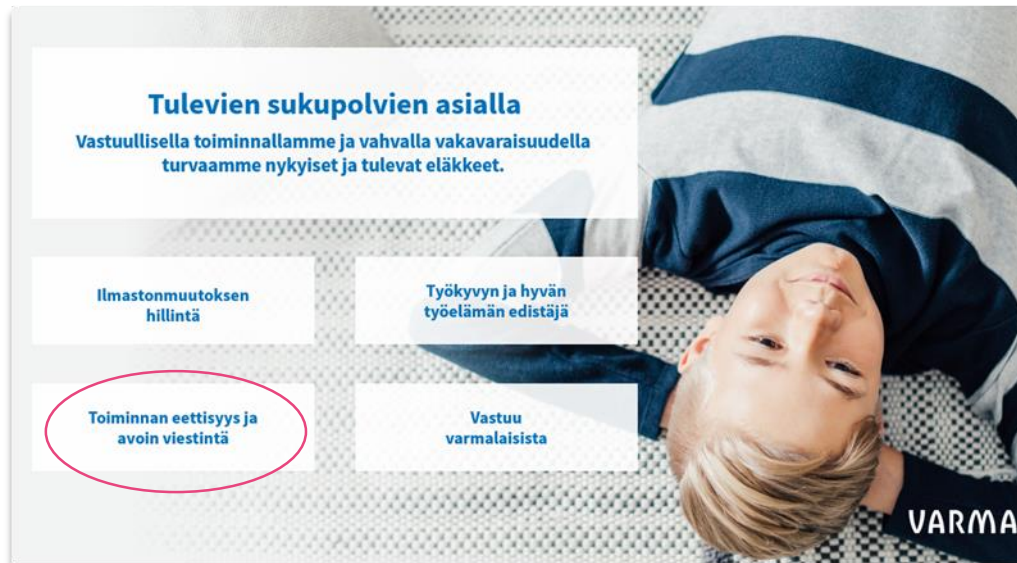 Tulevien sukupolvien asialla
Vastuullisella toiminnallamme ja vahvalla vakavaraisuudella
turvaamme nykyiset ja tulevat eläkkeet.
Ilmastonmuutoksen
hillintä
Työkyvyn ja hyvän
työelämän edistäjä
Toiminnan eettisyys ja
avoin viestintä
Vastuu
varmalaisista
VARMA